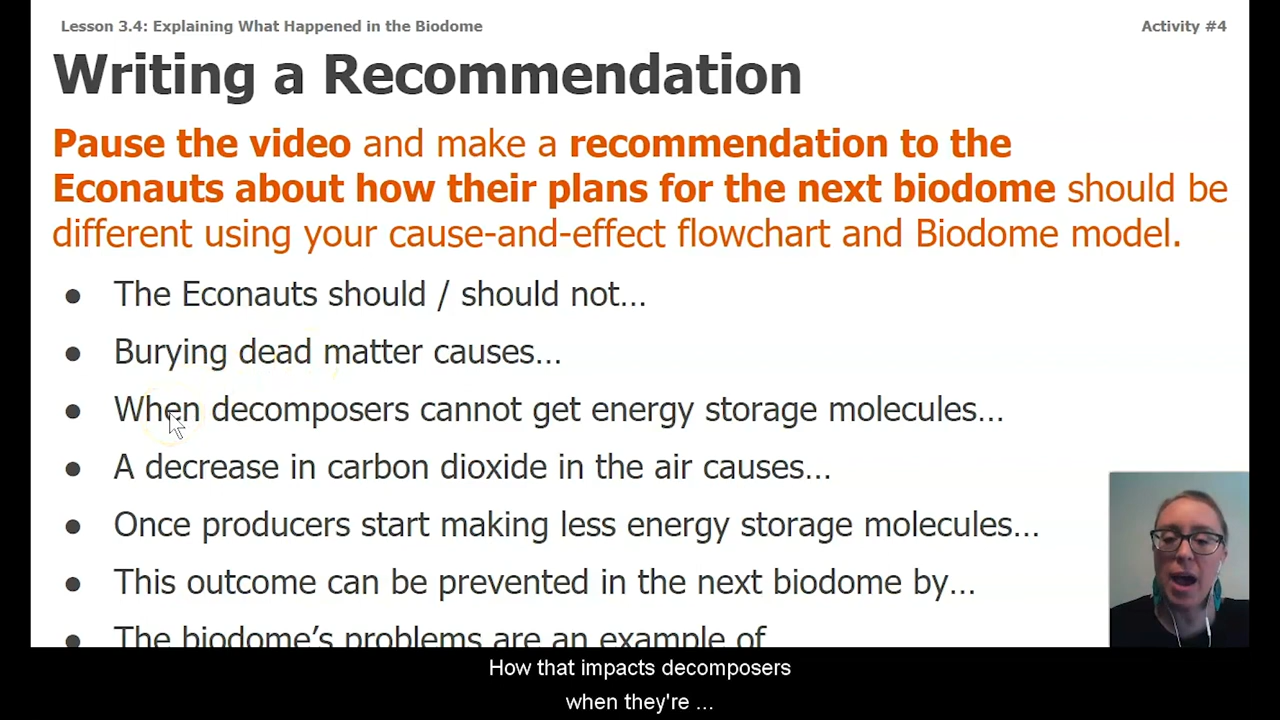 Lesson 3.4: Explaining What Happened in the Biodome
Activity #4
Writing a Recommendation
Pause the video and make a recommendation to the
Econauts about how their plans for the next biodome should be
different using your cause-and-effect flowchart and Biodome model.
● The Econauts should / should not...
● Burying dead matter causes...
● When decomposers cannot get energy storage molecules...
● A decrease in carbon dioxide in the air causes...
● Once producers start making less energy storage molecules...
● This outcome can be prevented in the next biodome by...
● The biodome's problems are an example of
How that impacts decomposers
when they're ...